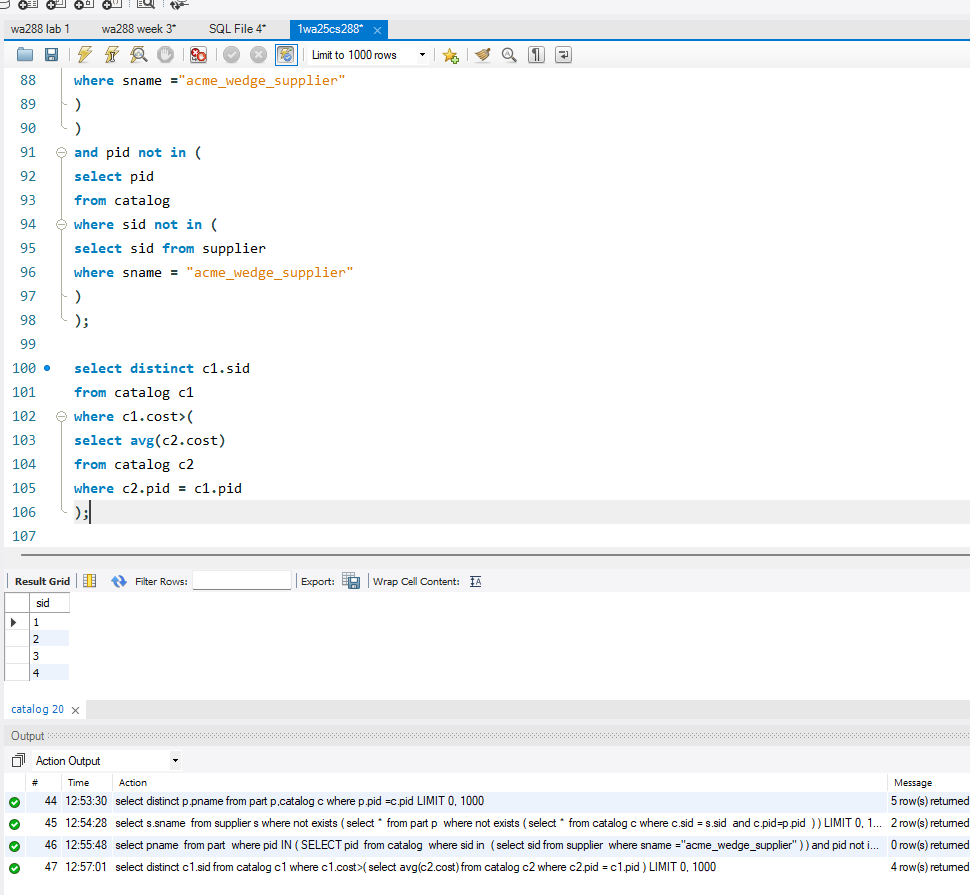 wa288 lab 1 wa288 week 3* SQL File 4* 1wa25cs288*
Limit to 1000 rows
88 where sname ="acme_wedge_supplier"
89 )
90 )
91 and pid not in (
92 select pid
93 from catalog
94 where sid not in (
95 select sid from supplier
96 where sname = "acme_wedge_supplier"
97 )
98 );
99
100 select distinct c1.sid
101 from catalog c1
102 where c1.cost>(
103 select avg(c2.cost)
104 from catalog c2
105 where c2.pid = c1.pid
106 );
107
Result Grid Filter Rows: Export: Wrap Cell Content:
sid
1
2
3
4
catalog 20
Output
Action Output
# Time Action Message
44 12:53:30 select distinct p.pname from part p,catalog c where p.pid =c.pid LIMIT 0, 1000 5 row(s) returned
45 12:54:28 select s.sname from supplier s where not exists ( select * from part p where not exists ( select * from catalog c where c.sid = s.sid and c.pid=p.pid ) ) LIMIT 0, 1... 2 row(s) returned
46 12:55:48 select pname from part where pid IN ( SELECT pid from catalog where sid in ( select sid from supplier where sname ="acme_wedge_supplier" ) ) and pid not i... 0 row(s) returned
47 12:57:01 select distinct c1.sid from catalog c1 where c1.cost>( select avg(c2.cost) from catalog c2 where c2.pid = c1.pid ) LIMIT 0, 1000 4 row(s) returned